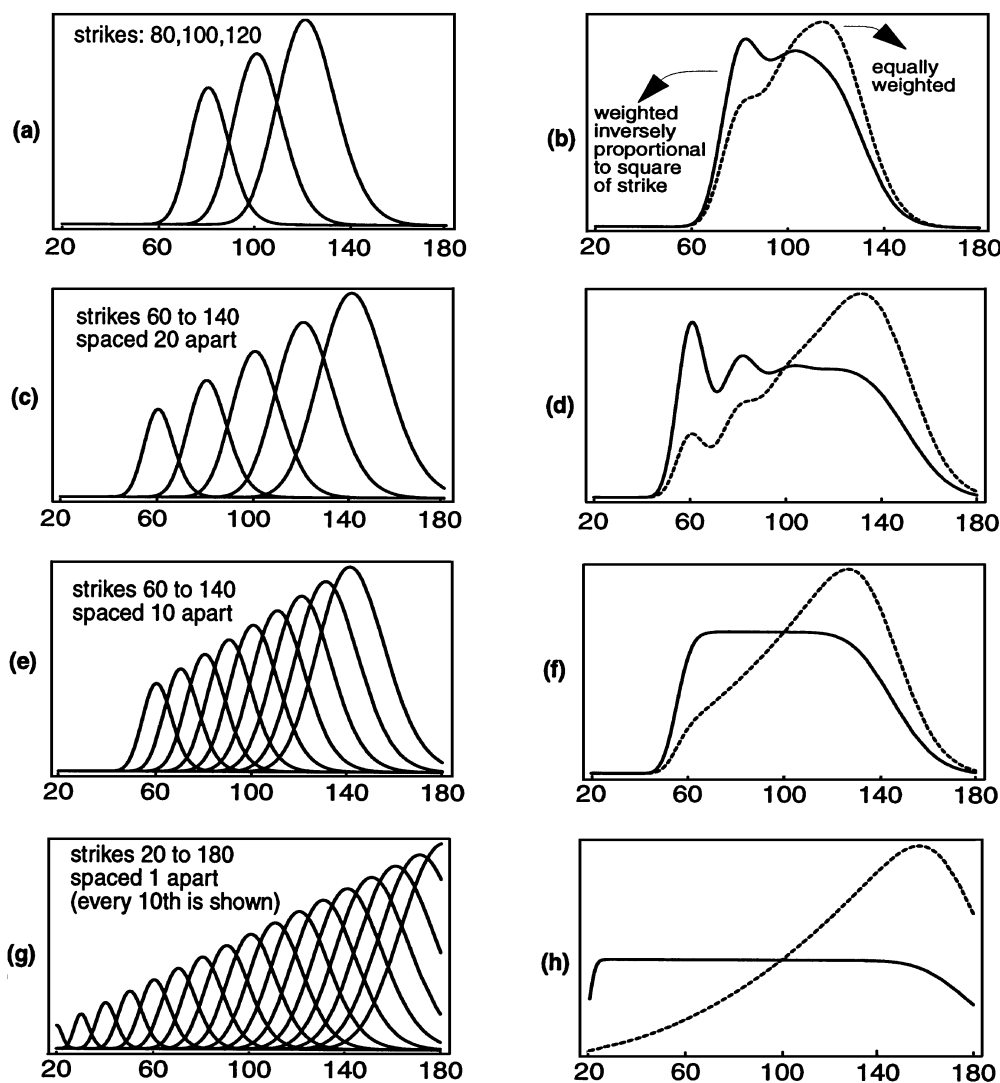 strikes: 80,100,120
(a)
20 60 100 140 180
equally
weighted
weighted
inversely
proportional
to square
of strike
(b)
20 60 100 140 180
strikes 60 to 140
spaced 20 apart
(c)
20 60 100 140 180
(d)
20 60 100 140 180
strikes 60 to 140
spaced 10 apart
(e)
20 60 100 140 180
(f)
20 60 100 140 180
strikes 20 to 180
spaced 1 apart
(every 10th is shown)
(g)
20 60 100 140 180
(h)
20 60 100 140 180